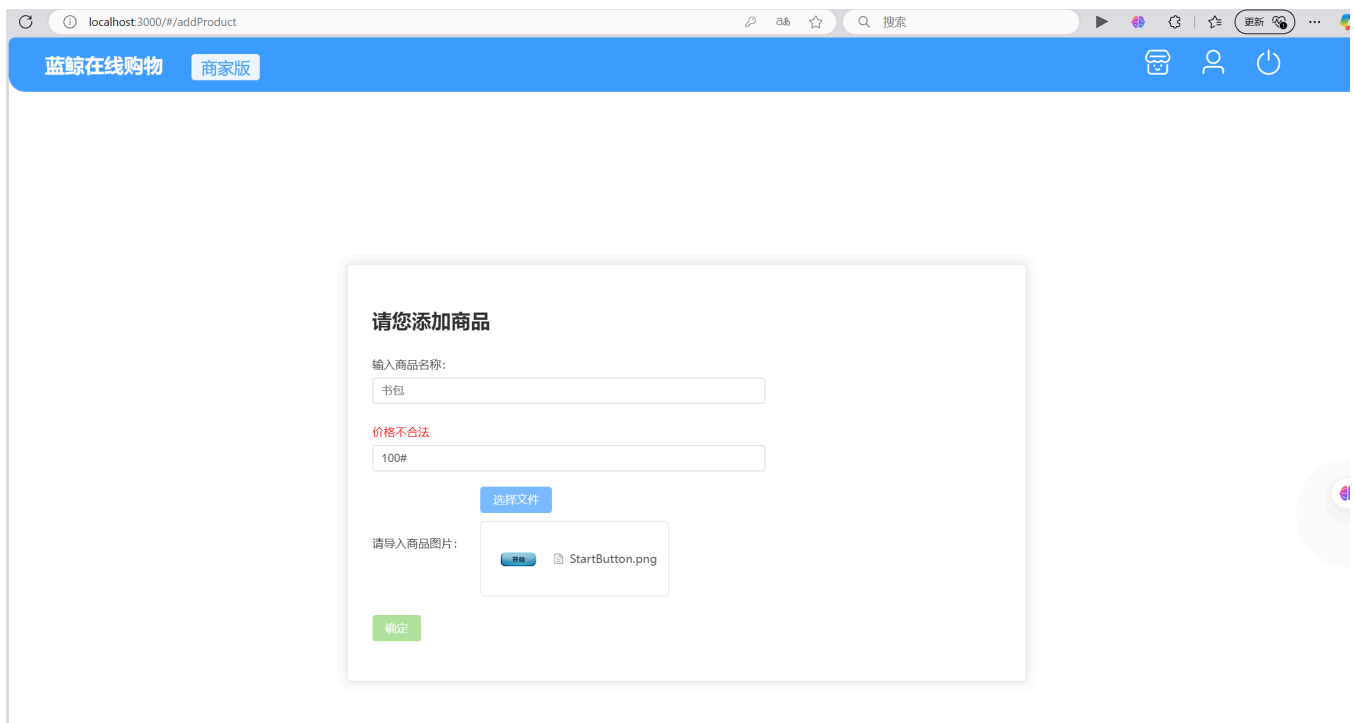 localhost:3000/#/addProduct
搜索
更新
蓝鲸在线购物 商家版
请您添加商品
输入商品名称：
书包
价格不合法
100#
选择文件
请导入商品图片：
开始 StartButton.png
确定